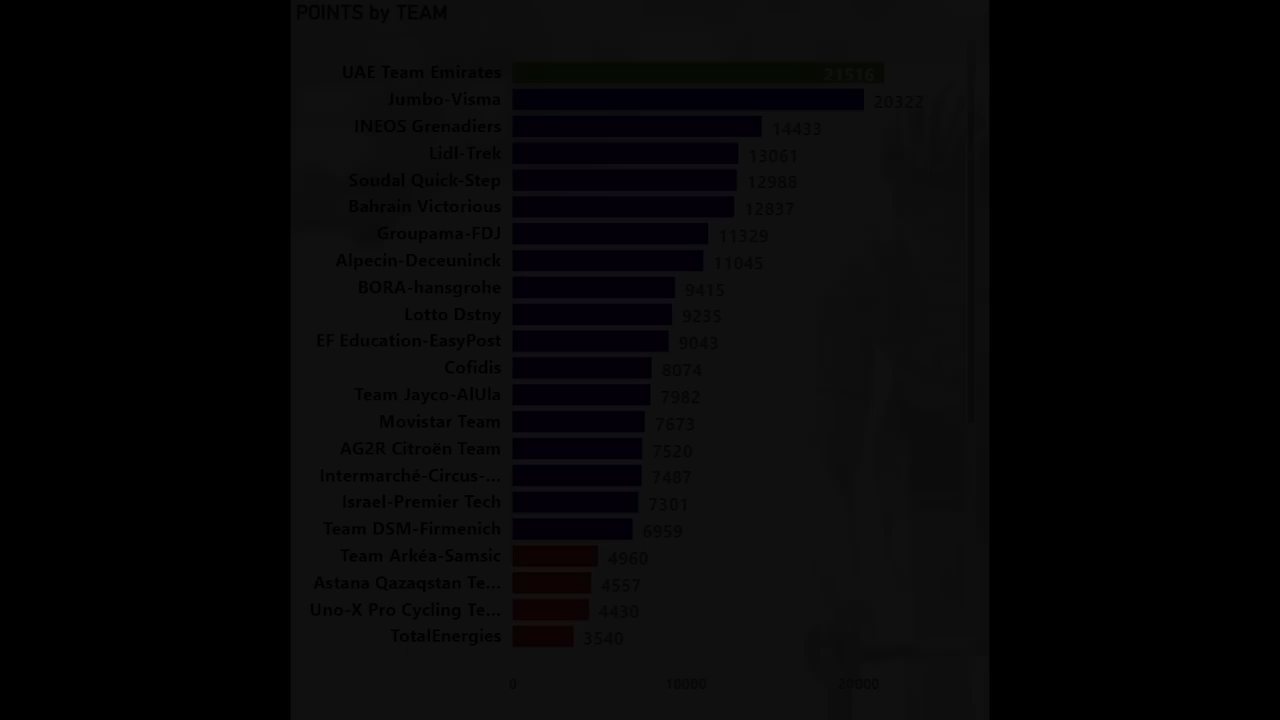 POINTS by TEAM
UAE Team Emirates 21516
Jumbo-Visma 20322
INEOS Grenadiers 14433
Lidl-Trek 13061
Soudal Quick-Step 12988
Bahrain Victorious 12837
Groupama-FDJ 11329
Alpecin-Deceuninck 11045
BORA-hansgrohe 9415
Lotto Dstny 9235
EF Education-EasyPost 9043
Cofidis 8074
Team Jayco-AlUla 7982
Movistar Team 7673
AG2R Citroën Team 7520
Intermarché-Circus-... 7487
Israel-Premier Tech 7301
Team DSM-Firmenich 6959
Team Arkéa-Samsic 4960
Astana Qazaqstan Te... 4557
Uno-X Pro Cycling Te... 4430
TotalEnergies 3540
0 10000 20000